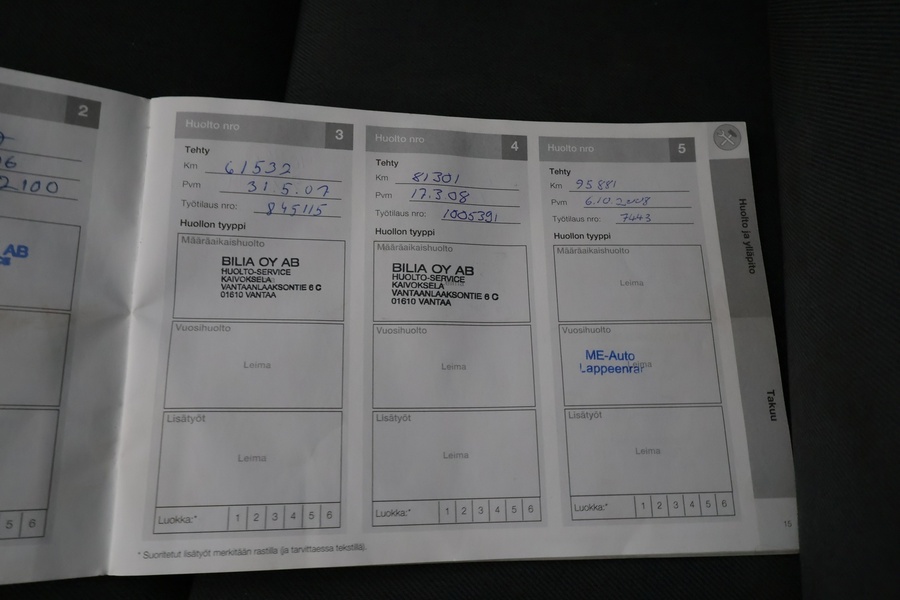 2
2100
AB
5 6
Huolto nro 3
Tehty
Km 61532
Pvm 31.5.07
Työtilaus nro: 845115
Huollon tyyppi
Määräaikaishuolto
BILIA OY AB
HUOLTO-SERVICE
KAIVOKSELA
VANTAANLAAKSONTIE 6 C
01610 VANTAA
Vuosihuolto
Leima
Lisätyöt
Leima
Luokka:* 1 2 3 4 5 6
Huolto nro 4
Tehty
Km 81301
Pvm 17.3.08
Työtilaus nro: 1005391
Huollon tyyppi
Määräaikaishuolto
BILIA OY AB
HUOLTO-SERVICE
KAIVOKSELA
VANTAANLAAKSONTIE 6 C
01610 VANTAA
Vuosihuolto
Leima
Lisätyöt
Leima
Luokka:* 1 2 3 4 5 6
Huolto nro 5
Tehty
Km 95881
Pvm 6.10.2008
Työtilaus nro: 7443
Huollon tyyppi
Määräaikaishuolto
Leima
Vuosihuolto
ME-Auto
Leima
Lisätyöt
Leima
Luokka:* 1 2 3 4 5 6
* Suoritetut lisätyöt merkitään rastilla (ja tarvittaessa tekstillä).
Huolto ja ylläpito
Takuu
15